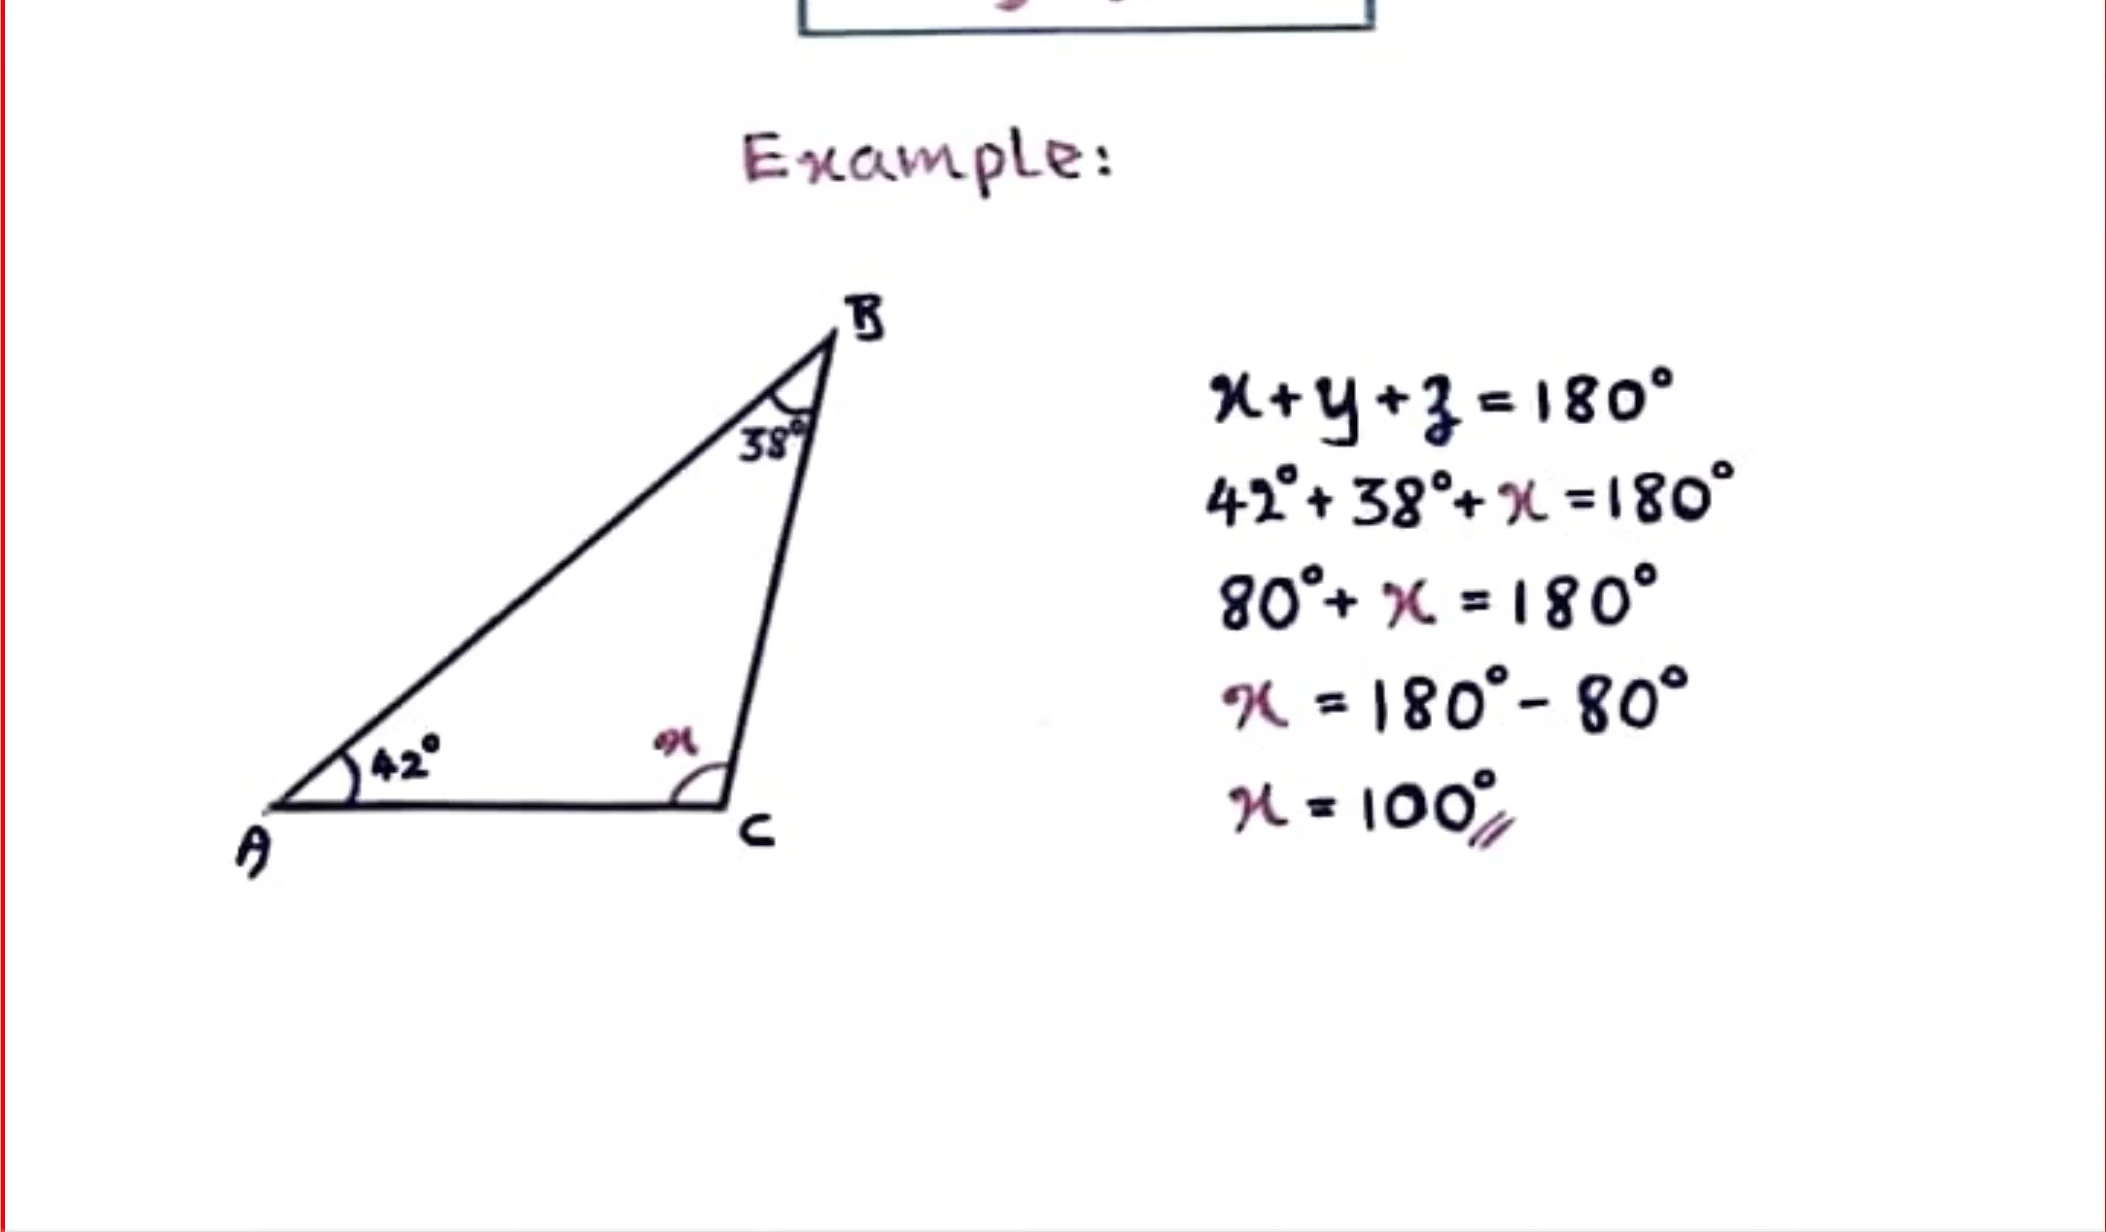 Example:
B
38°
42°
x
A
C
x + y + z = 180°
42° + 38° + x = 180°
80° + x = 180°
x = 180° - 80°
x = 100°